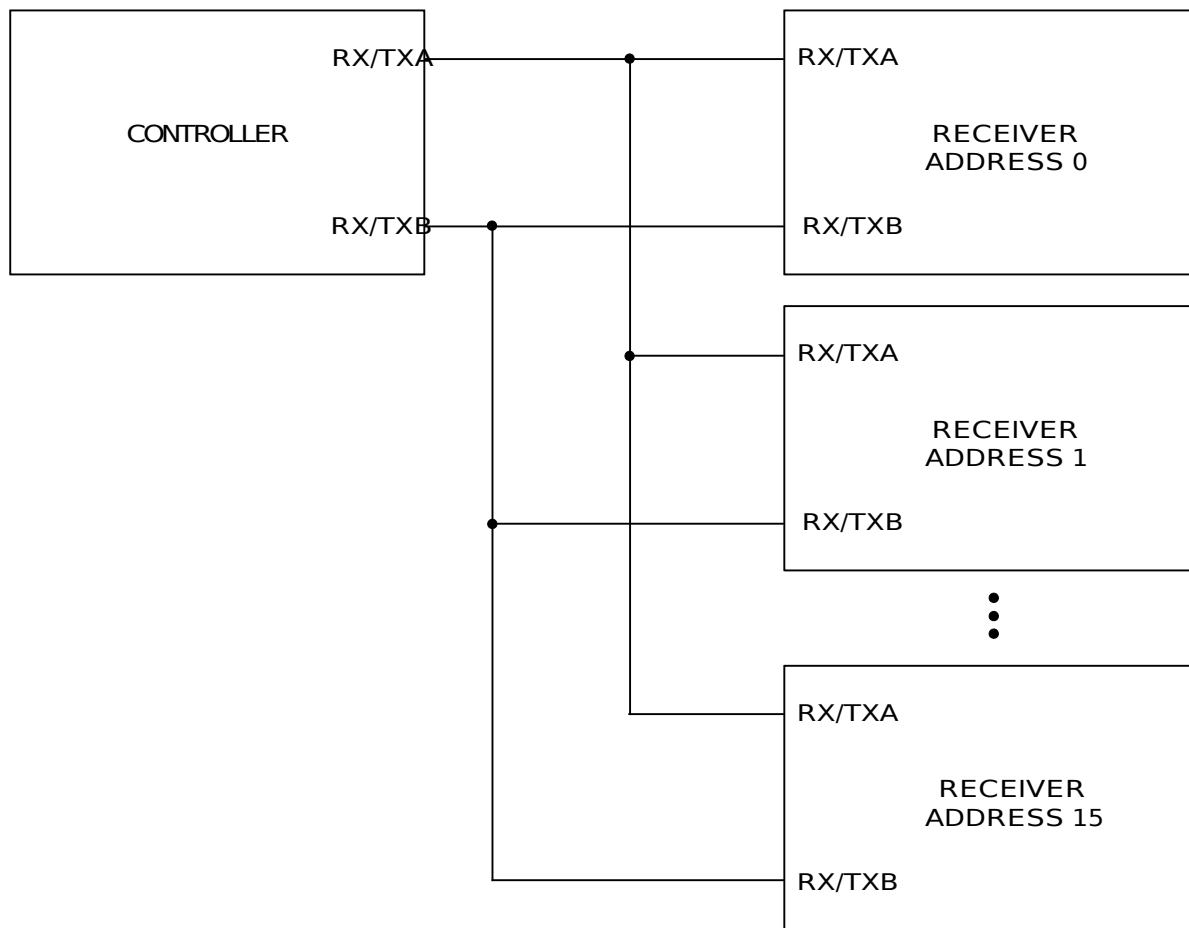 RX/TXA
CONTROLLER
RX/TXB
RX/TXA
RECEIVER
ADDRESS 0
RX/TXB
RX/TXA
RECEIVER
ADDRESS 1
RX/TXB
RX/TXA
RECEIVER
ADDRESS 15
RX/TXB